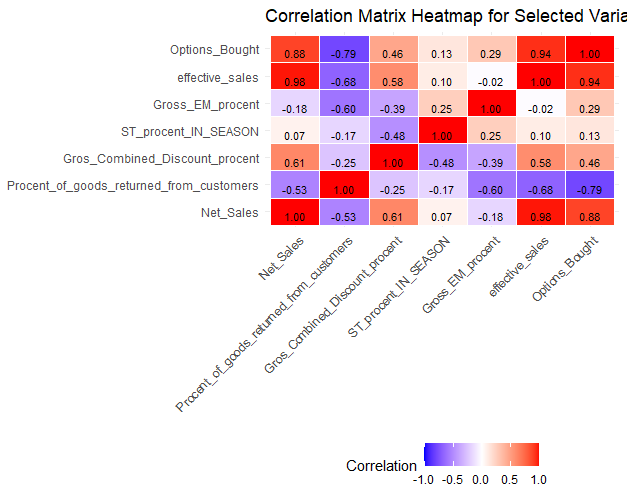 Correlation Matrix Heatmap for Selected Varia
Options_Bought 0.88 -0.79 0.46 0.13 0.29 0.94 1.00
effective_sales 0.98 -0.68 0.58 0.10 -0.02 1.00 0.94
Gross_EM_procent -0.18 -0.60 -0.39 0.25 1.00 -0.02 0.29
ST_procent_IN_SEASON 0.07 -0.17 -0.48 1.00 0.25 0.10 0.13
Gros_Combined_Discount_procent 0.61 -0.25 1.00 -0.48 -0.39 0.58 0.46
Procent_of_goods_returned_from_customers -0.53 1.00 -0.25 -0.17 -0.60 -0.68 -0.79
Net_Sales 1.00 -0.53 0.61 0.07 -0.18 0.98 0.88
Net_Sales
Procent_of_goods_returned_from_customers
Gros_Combined_Discount_procent
ST_procent_IN_SEASON
Gross_EM_procent
effective_sales
Options_Bought
Correlation
-1.0 -0.5 0.0 0.5 1.0